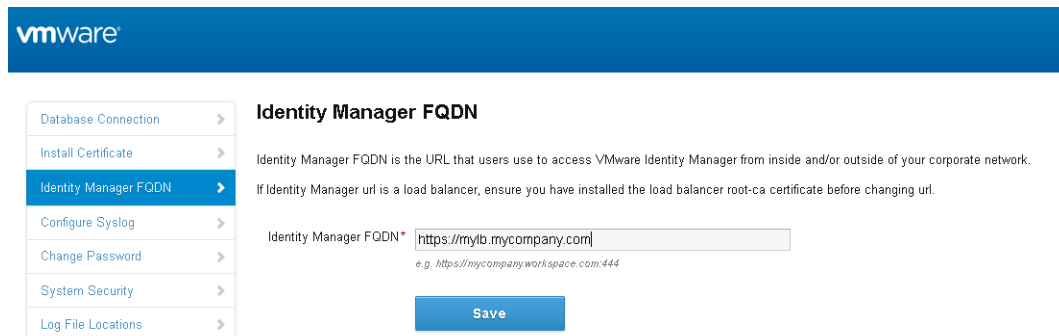 vmware
Identity Manager FQDN
Database Connection
Install Certificate
Identity Manager FQDN
Configure Syslog
Change Password
System Security
Log File Locations
Identity Manager FQDN is the URL that users use to access VMware Identity Manager from inside and/or outside of your corporate network.
If Identity Manager url is a load balancer, ensure you have installed the load balancer root-ca certificate before changing url.
Identity Manager FQDN* https://mylb.mycompany.com
e.g. https://mycompany.workspace.com:444
Save